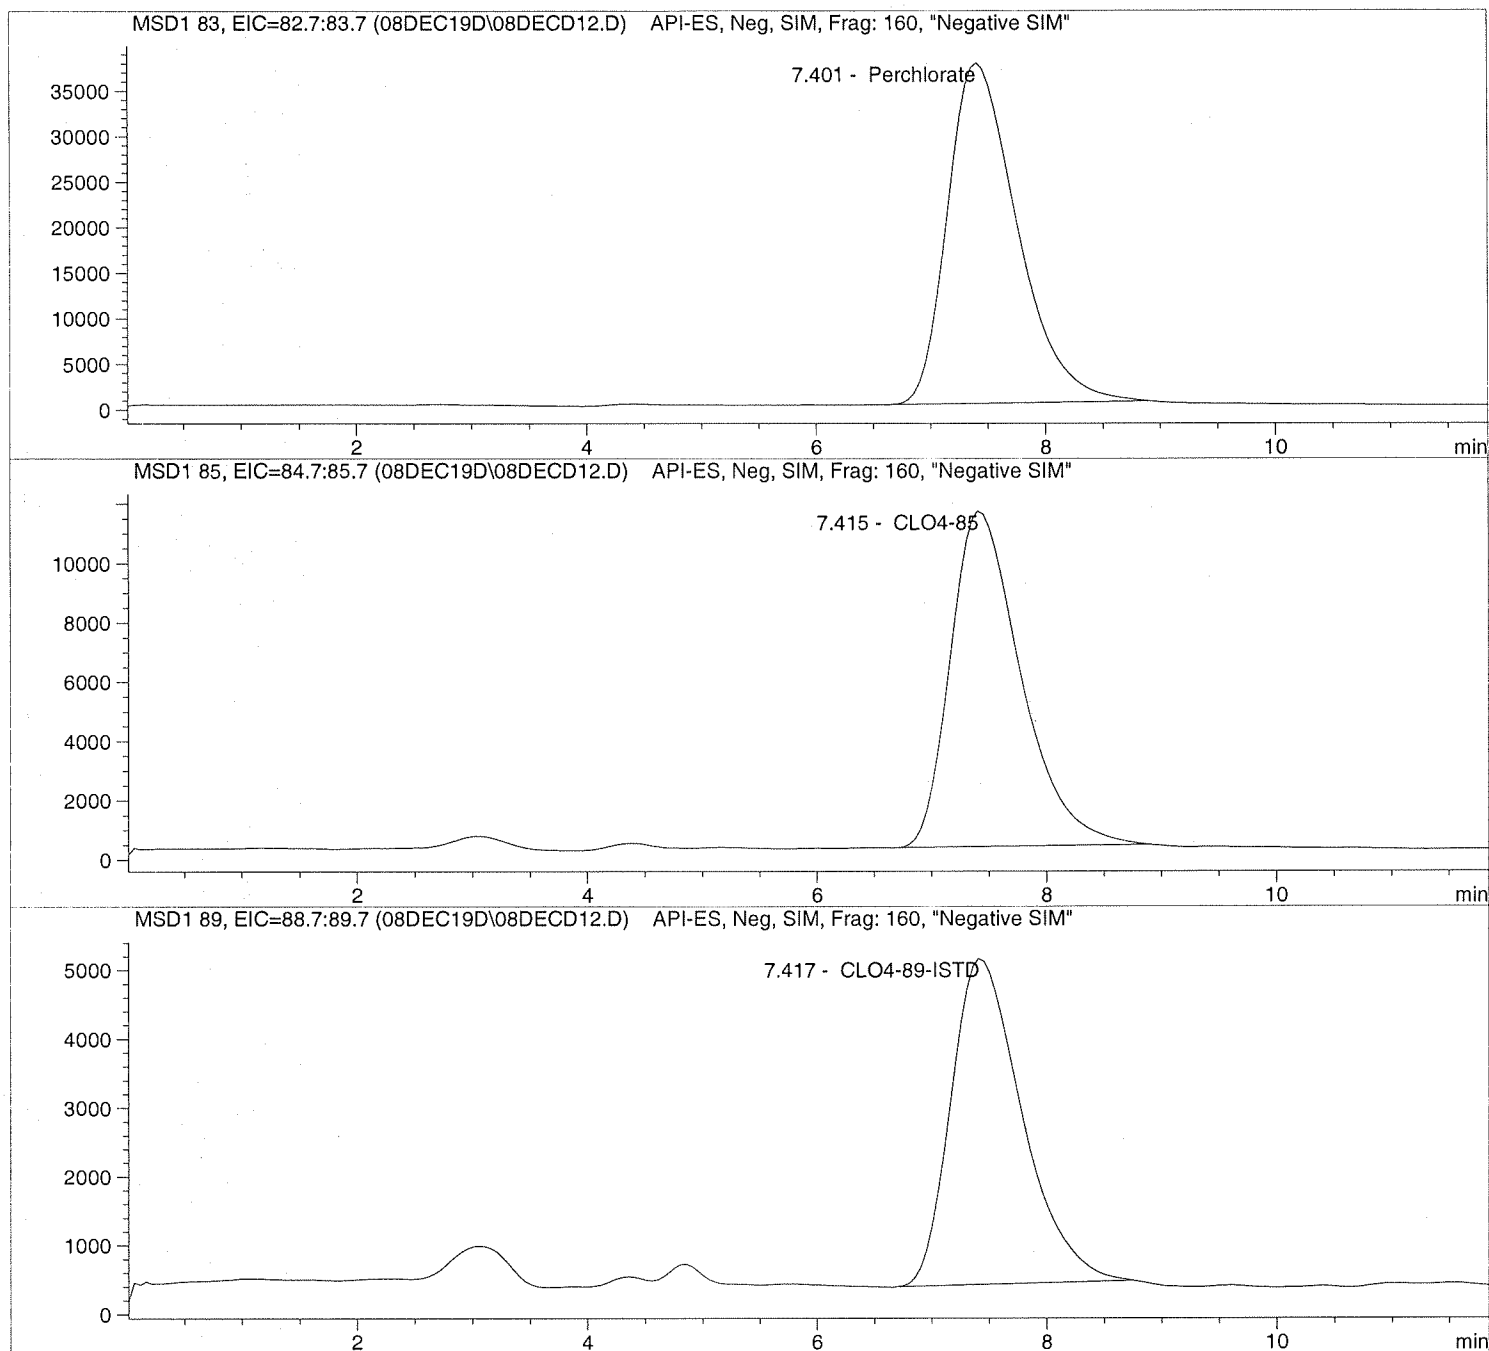 MSD1 83, EIC=82.7:83.7 (08DEC19D\08DECD12.D) API-ES, Neg, SIM, Frag: 160, "Negative SIM"
7.401 - Perchlorate
35000
30000
25000
20000
15000
10000
5000
0
2 4 6 8 10 min
MSD1 85, EIC=84.7:85.7 (08DEC19D\08DECD12.D) API-ES, Neg, SIM, Frag: 160, "Negative SIM"
7.415 - CLO4-85
10000
8000
6000
4000
2000
0
2 4 6 8 10 min
MSD1 89, EIC=88.7:89.7 (08DEC19D\08DECD12.D) API-ES, Neg, SIM, Frag: 160, "Negative SIM"
7.417 - CLO4-89-ISTD
5000
4000
3000
2000
1000
0
2 4 6 8 10 min